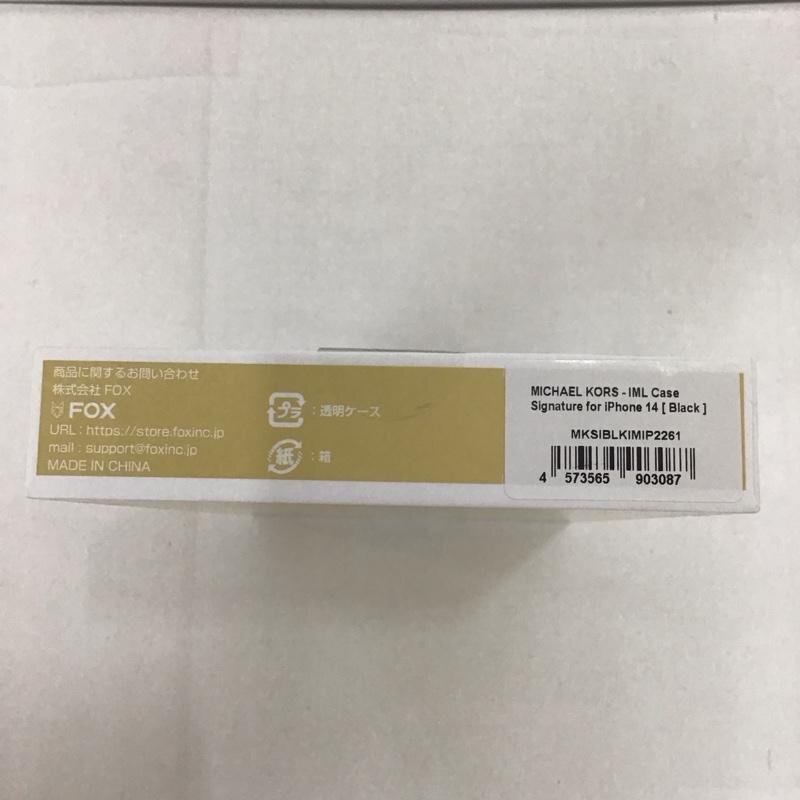 商品に関するお問い合わせ
株式会社 FOX
FOX
URL : https://store.foxinc.jp
mail : support@foxinc.jp
MADE IN CHINA
プラ : 透明ケース
紙 : 箱
MICHAEL KORS - IML Case
Signature for iPhone 14 [ Black ]
MKSIBLKIMIP2261
4 573565 903087